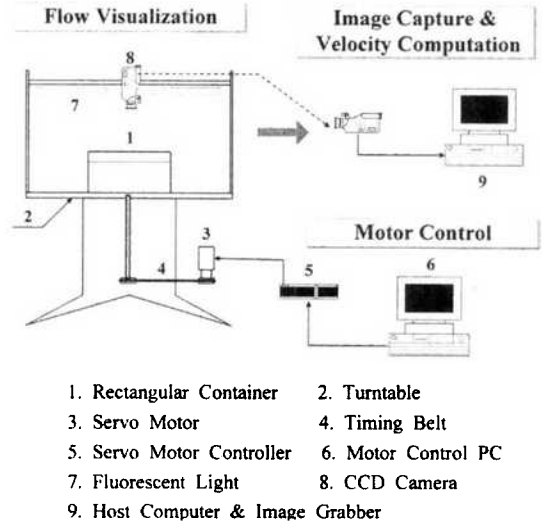 Flow Visualization
Image Capture &
Velocity Computation
8
7
1
9
2
3
Motor Control
4
5
6
1. Rectangular Container 2. Turntable
3. Servo Motor 4. Timing Belt
5. Servo Motor Controller 6. Motor Control PC
7. Fluorescent Light 8. CCD Camera
9. Host Computer & Image Grabber